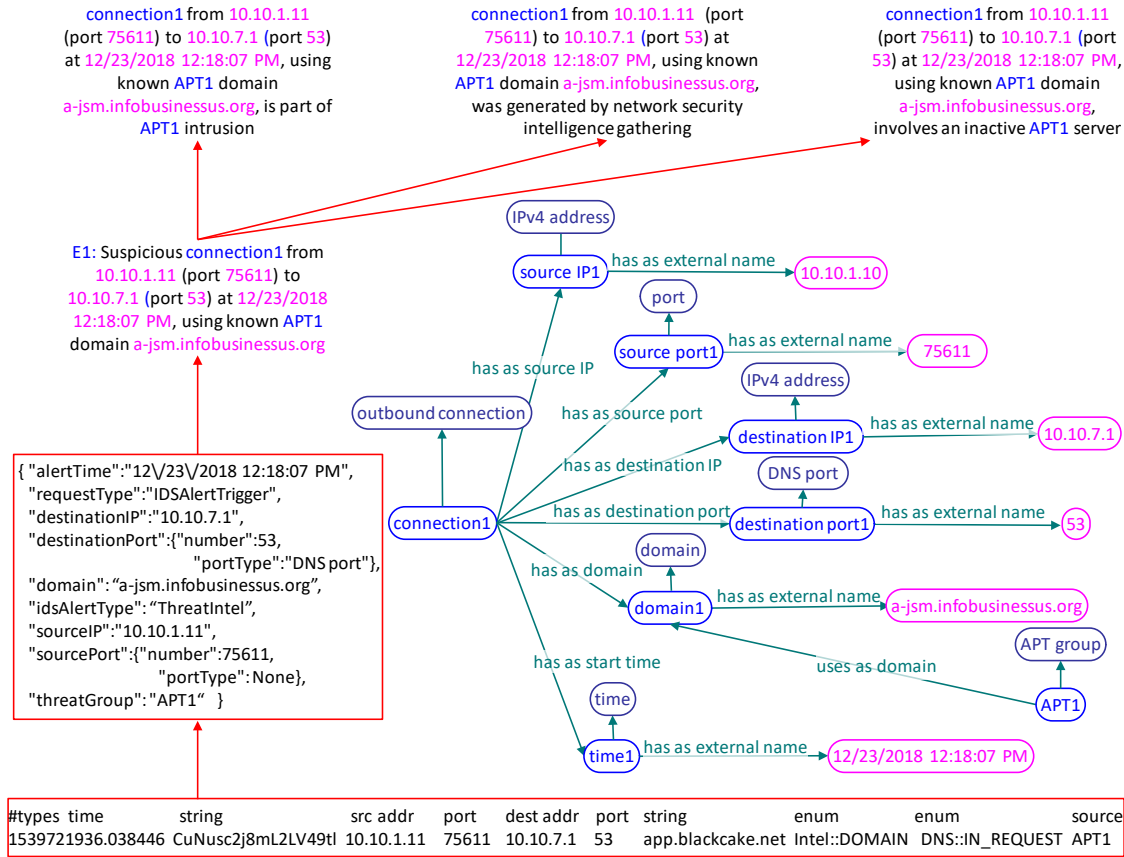 connection1 from 10.10.1.11
(port 75611) to 10.10.7.1 (port 53)
at 12/23/2018 12:18:07 PM, using
known APT1 domain
a-jsm.infobusinessus.org, is part of
APT1 intrusion
connection1 from 10.10.1.11 (port
75611) to 10.10.7.1 (port 53) at
12/23/2018 12:18:07 PM, using known
APT1 domain a-jsm.infobusinessus.org,
was generated by network security
intelligence gathering
connection1 from 10.10.1.11
(port 75611) to 10.10.7.1 (port
53) at 12/23/2018 12:18:07 PM,
using known APT1 domain
a-jsm.infobusinessus.org,
involves an inactive APT1 server
E1: Suspicious connection1 from
10.10.1.11 (port 75611) to
10.10.7.1 (port 53) at 12/23/2018
12:18:07 PM, using known APT1
domain a-jsm.infobusinessus.org
IPv4 address
source IP1
has as external name
10.10.1.10
port
source port1
has as external name
75611
has as source IP
IPv4 address
outbound connection
has as source port
destination IP1
has as external name
10.10.7.1
has as destination IP
DNS port
connection1
has as destination port
destination port1
has as external name
53
domain
has as domain
domain1
has as external name
a-jsm.infobusinessus.org
APT group
has as start time
uses as domain
APT1
time
time1
has as external name
12/23/2018 12:18:07 PM
{ "alertTime":"12\/23\/2018 12:18:07 PM",
"requestType":"IDSAlertTrigger",
"destinationIP":"10.10.7.1",
"destinationPort":{"number":53,
"portType":"DNS port"},
"domain":“a-jsm.infobusinessus.org”,
"idsAlertType":“ThreatIntel”,
"sourceIP":"10.10.1.11",
"sourcePort":{"number":75611,
"portType":None},
"threatGroup":"APT1“ }
#types time string src addr port dest addr port string enum enum source
1539721936.038446 CuNusc2j8mL2LV49tl 10.10.1.11 75611 10.10.7.1 53 app.blackcake.net Intel::DOMAIN DNS::IN_REQUEST APT1